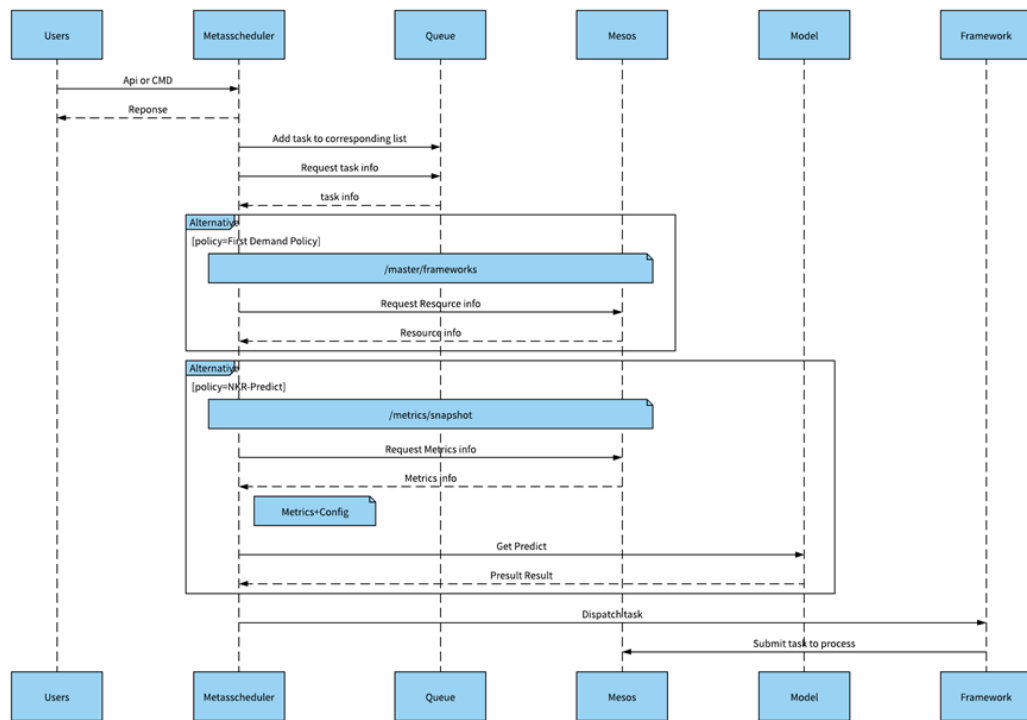 Users Metasscheduler Queue Mesos Model Framework
Api or CMD
Reponse
Add task to corresponding list
Request task info
task info
Alternative
[policy=First Demand Policy]
/master/frameworks
Request Resource info
Resource info
Alternative
[policy=NKR-Predict]
/metrics/snapshot
Request Metrics info
Metrics info
Metrics+Config
Get Predict
Presult Result
Dispatch task
Submit task to process
Users Metasscheduler Queue Mesos Model Framework